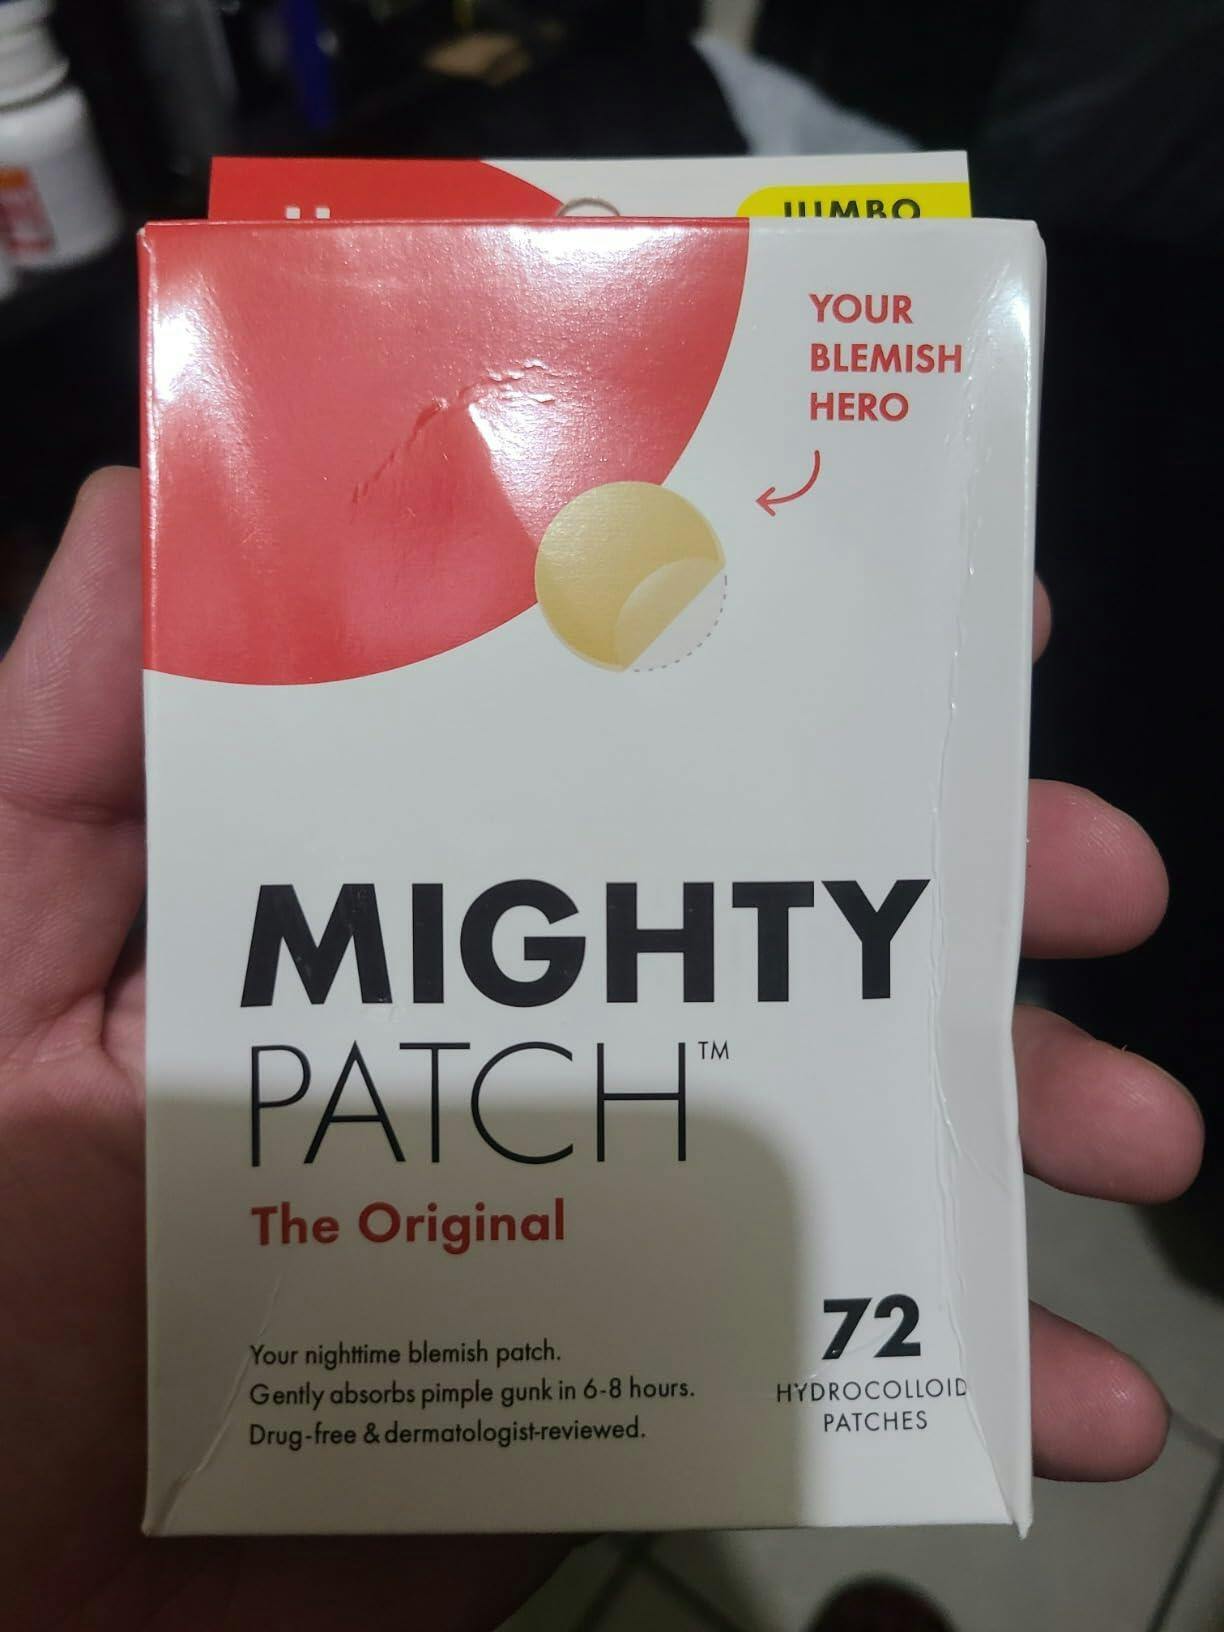 JUMBO
YOUR
BLEMISH
HERO
MIGHTY
PATCH™
The Original
Your nighttime blemish patch.
Gently absorbs pimple gunk in 6-8 hours.
Drug-free & dermatologist-reviewed.
72
HYDROCOLLOID
PATCHES